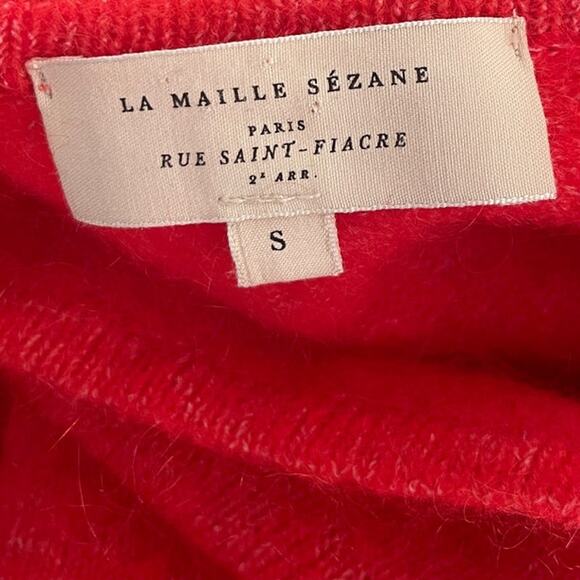 LA MAILLE SÉZANE
PARIS
RUE SAINT-FIACRE
2E ARR.
S